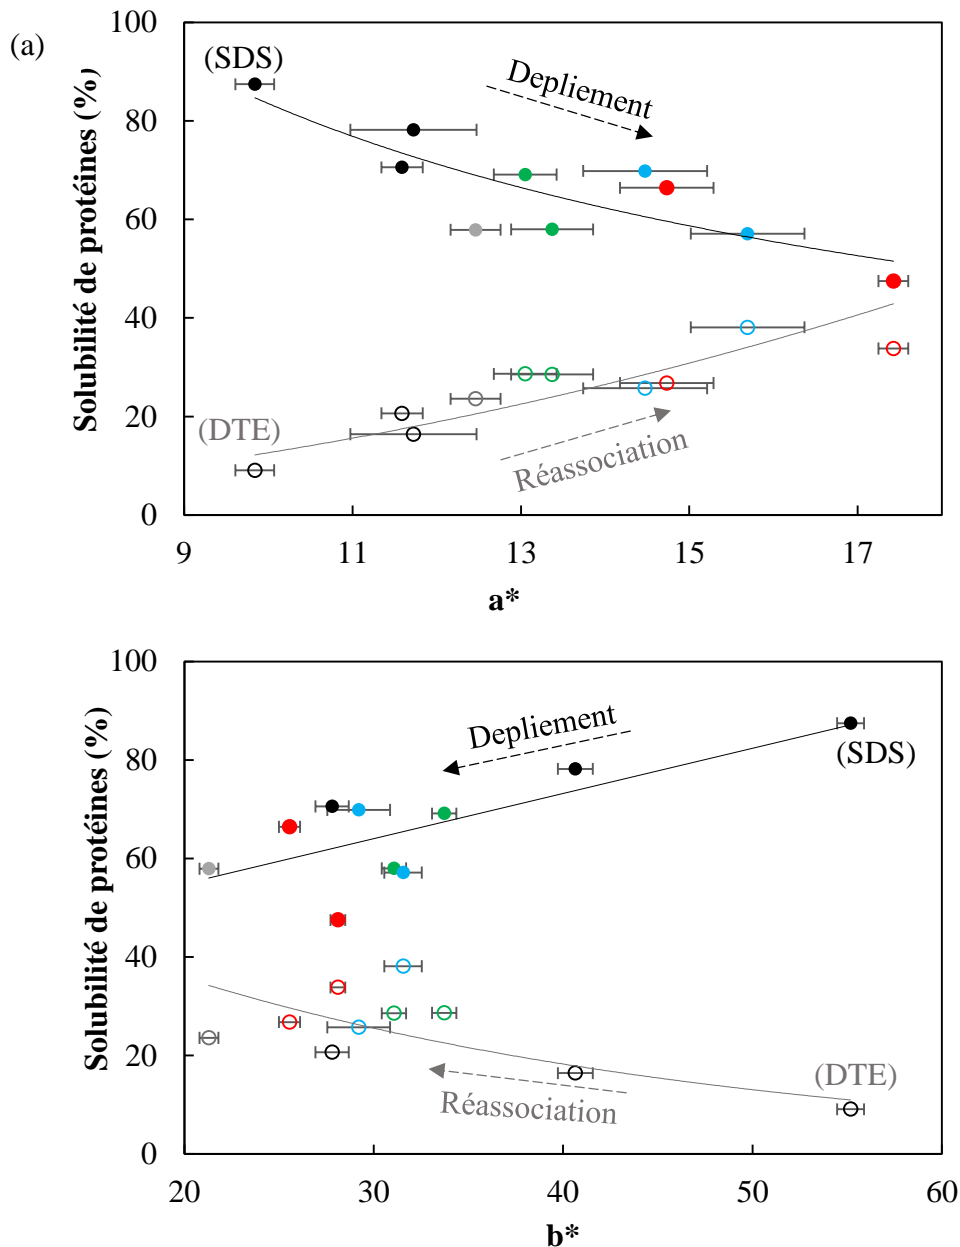 (a)
Solubilité de protéines (%)
100
80
60
40
20
0
(SDS)
Depliement
(DTE)
Réassociation
9
11
13
15
17
a*
Solubilité de protéines (%)
100
80
60
40
20
0
Depliement
(SDS)
(DTE)
Réassociation
20
30
40
50
60
b*